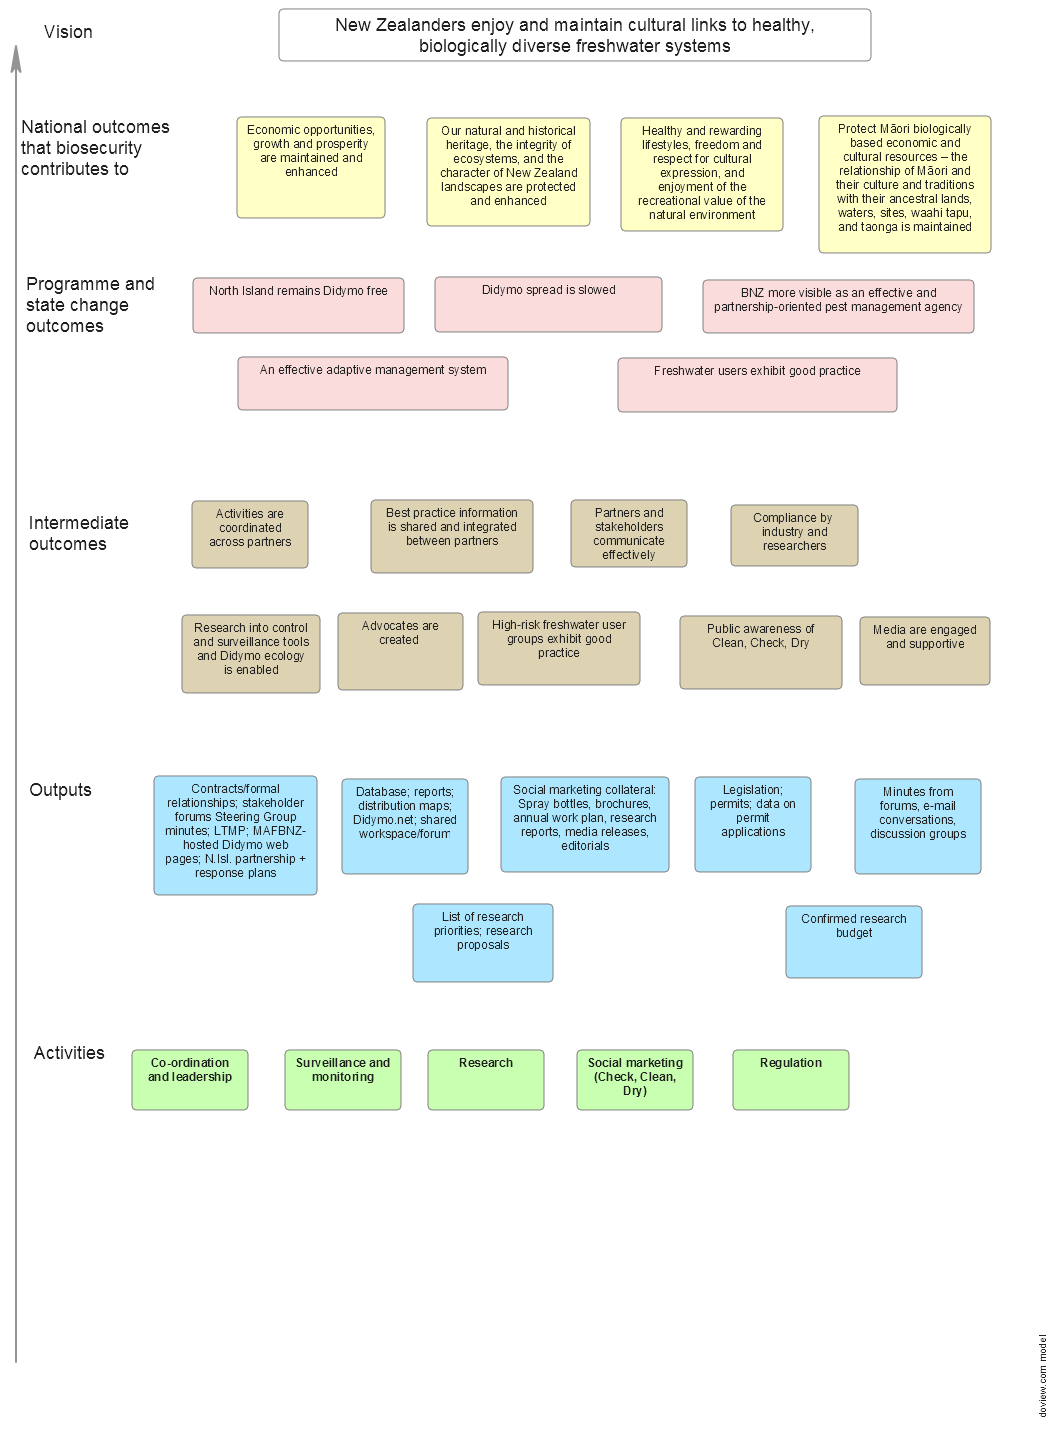 Vision
New Zealanders enjoy and maintain cultural links to healthy,
biologically diverse freshwater systems
National outcomes
that biosecurity
contributes to
Economic opportunities,
growth and prosperity
are maintained and
enhanced
Our natural and historical
heritage, the integrity of
ecosystems, and the
character of New Zealand
landscapes are protected
and enhanced
Healthy and rewarding
lifestyles, freedom and
respect for cultural
expression, and
enjoyment of the
recreational value of the
natural environment
Protect Māori biologically
based economic and
cultural resources – the
relationship of Māori and
their culture and traditions
with their ancestral lands,
waters, sites, waahi tapu,
and taonga is maintained
Programme and
state change
outcomes
North Island remains Didymo free
Didymo spread is slowed
BNZ more visible as an effective and
partnership-oriented pest management agency
An effective adaptive management system
Freshwater users exhibit good practice
Intermediate
outcomes
Activities are
coordinated
across partners
Best practice information
is shared and integrated
between partners
Partners and
stakeholders
communicate
effectively
Compliance by
industry and
researchers
Research into control
and surveillance tools
and Didymo ecology
is enabled
Advocates are
created
High-risk freshwater user
groups exhibit good
practice
Public awareness of
Clean, Check, Dry
Media are engaged
and supportive
Outputs
Contracts/formal
relationships; stakeholder
forums Steering Group
minutes; LTMP; MAFBNZ-
hosted Didymo web
pages; N.Isl. partnership +
response plans
Database; reports;
distribution maps;
Didymo.net; shared
workspace/forum
Social marketing collateral:
Spray bottles, brochures,
annual work plan, research
reports, media releases,
editorials
Legislation;
permits; data on
permit
applications
Minutes from
forums, e-mail
conversations,
discussion groups
List of research
priorities; research
proposals
Confirmed research
budget
Activities
Co-ordination
and leadership
Surveillance and
monitoring
Research
Social marketing
(Check, Clean,
Dry)
Regulation
doview.com model